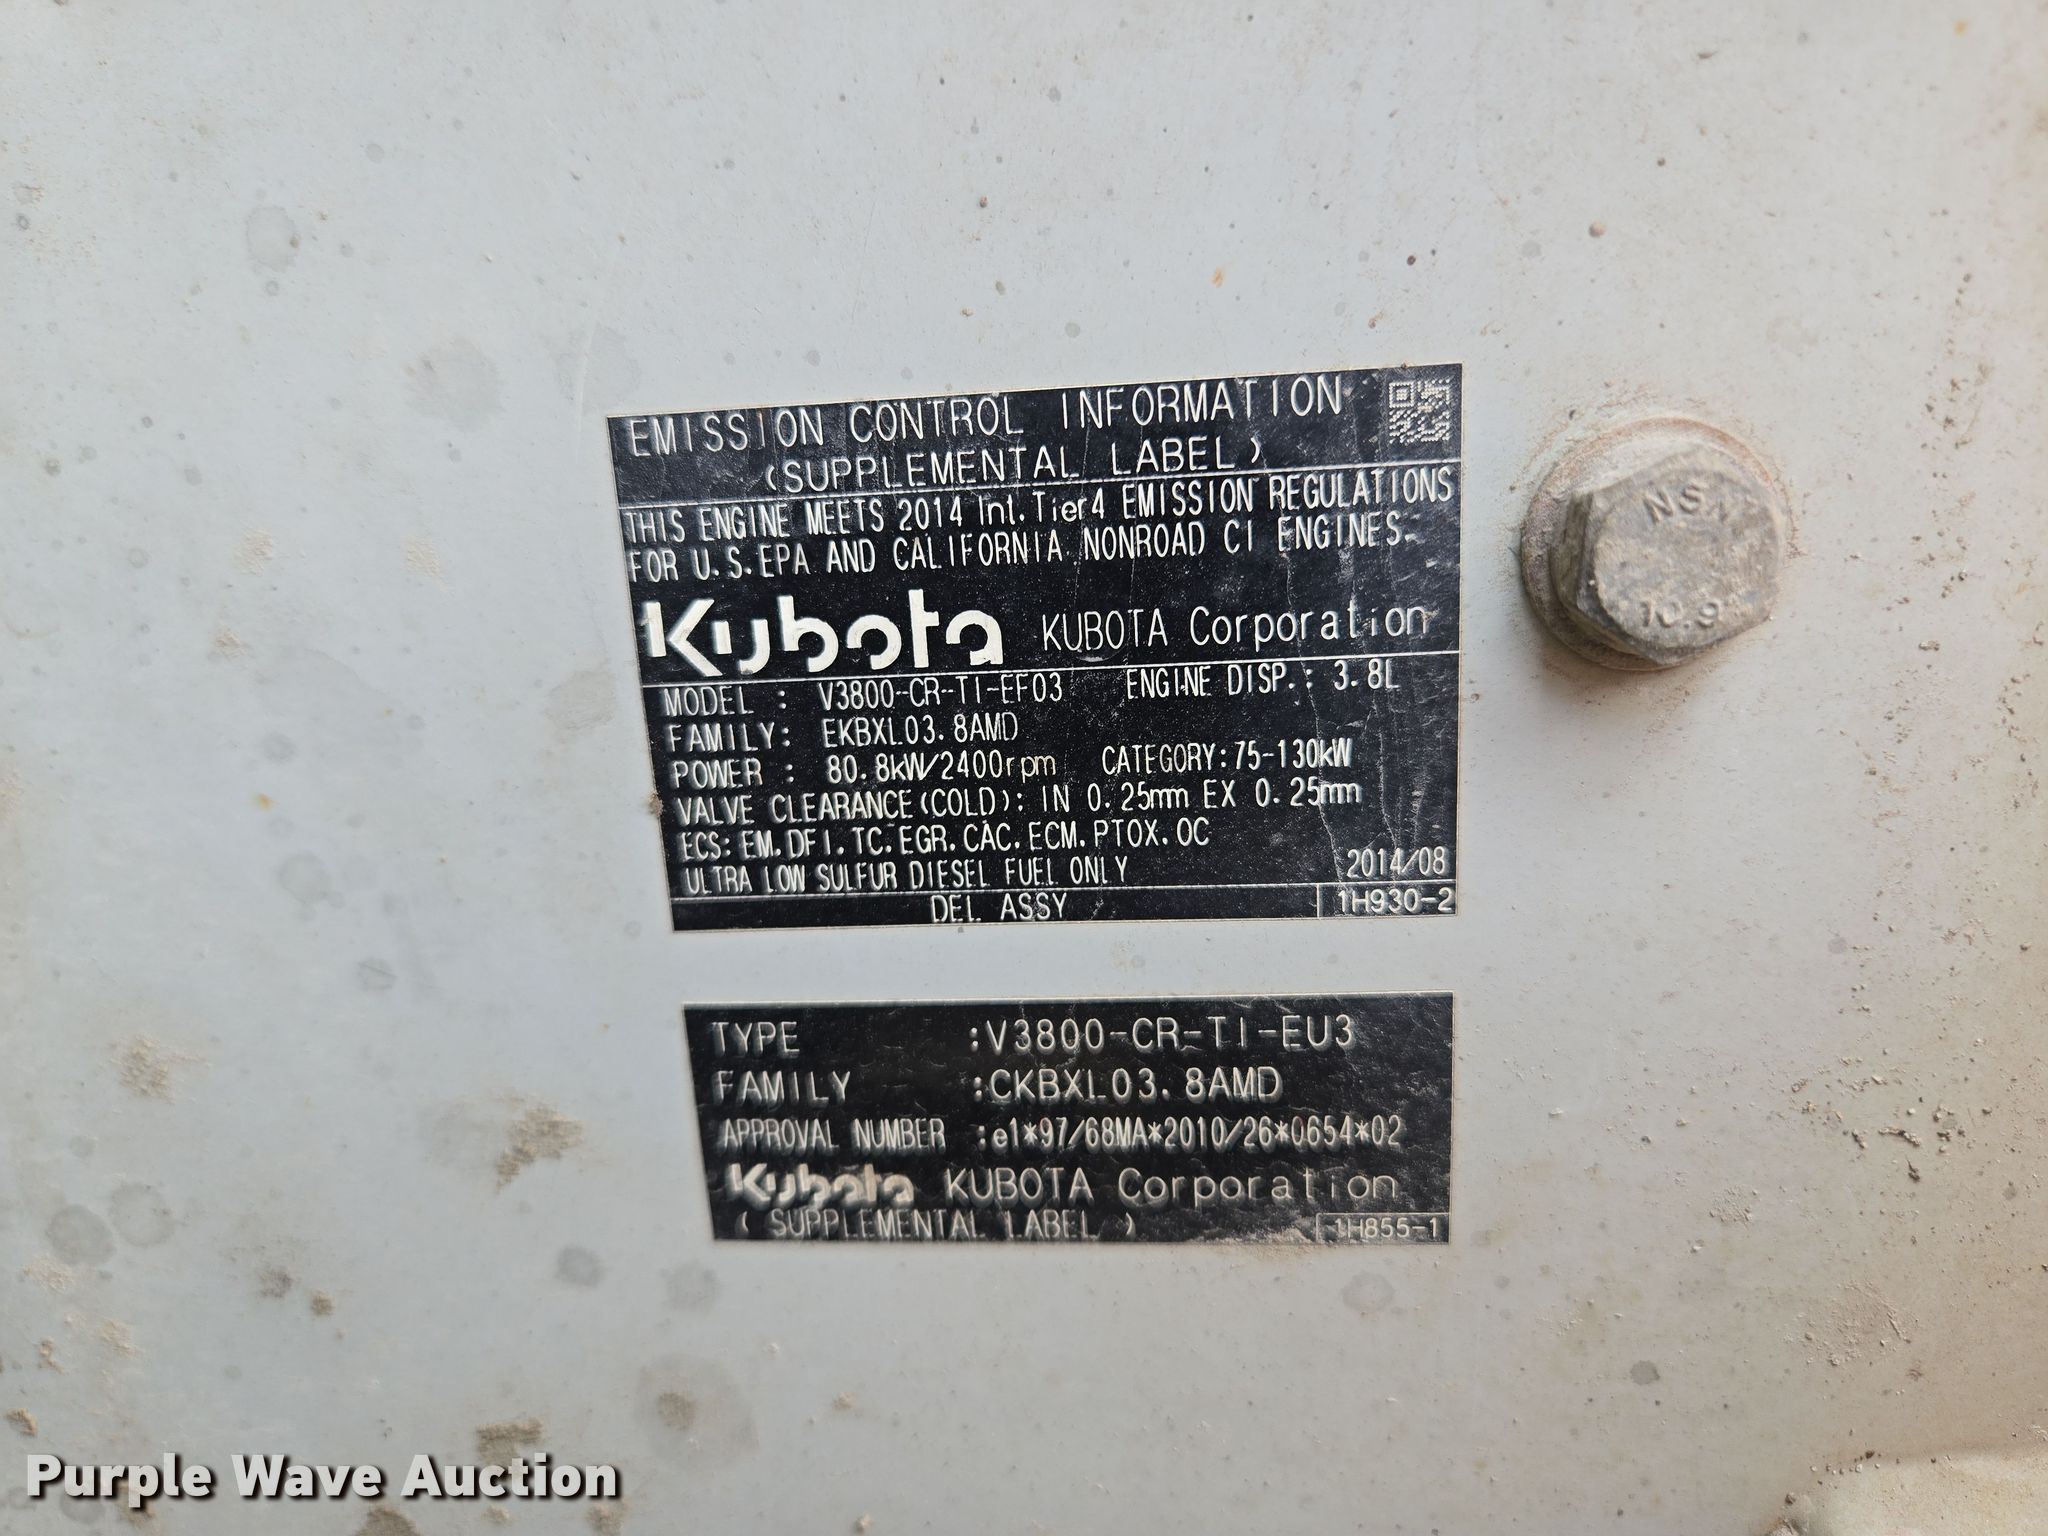 EMISSION CONTROL INFORMATION
(SUPPLEMENTAL LABEL)
THIS ENGINE MEETS 2014 Int. Tier4 EMISSION REGULATIONS
FOR U.S.EPA AND CALIFORNIA NONROAD CI ENGINES.
Kubota KUBOTA Corporation
MODEL : V3800-CR-TI-EF03 ENGINE DISP.: 3.8L
FAMILY: EKBXL03.8AMD
POWER : 80.8kW/2400rpm CATEGORY:75-130kW
VALVE CLEARANCE(COLD): IN 0.25mm EX 0.25mm
ECS: EM.DFI.TC.EGR.CAC.ECM.PTOX.OC
ULTRA LOW SULFUR DIESEL FUEL ONLY 2014/08
DEL ASSY 1H930-2
NSN
10.9
TYPE :V3800-CR-TI-EU3
FAMILY :CKBXL03.8AMD
APPROVAL NUMBER :e1*97/68MA*2010/26*0654*02
Kubota KUBOTA Corporation
( SUPPLEMENTAL LABEL ) 1H855-1
Purple Wave Auction